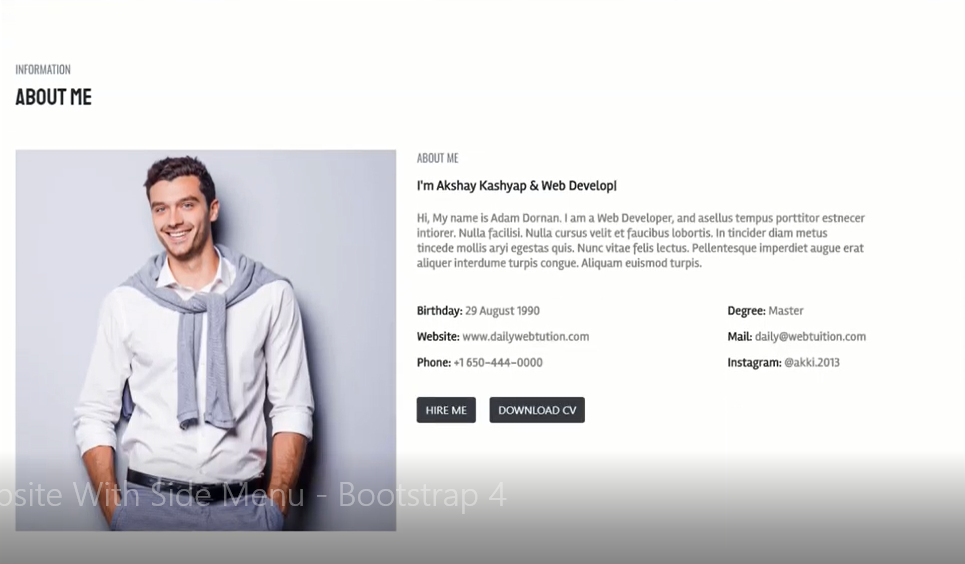 INFORMATION
ABOUT ME
ABOUT ME
I'm Akshay Kashyap & Web Develop|
Hi, My name is Adam Dornan. I am a Web Developer, and asellus tempus porttitor estnecer
intiorer. Nulla facilisi. Nulla cursus velit et faucibus lobortis. In tincider diam metus
tincede mollis aryi egestas quis. Nunc vitae felis lectus. Pellentesque imperdiet augue erat
aliquer interdume turpis congue. Aliquam euismod turpis.
Birthday: 29 August 1990
Degree: Master
Website: www.dailywebtution.com
Mail: daily@webtuition.com
Phone: +1 650-444-0000
Instagram: @akki.2013
HIRE ME
DOWNLOAD CV
With Side Menu - Bootstrap 4